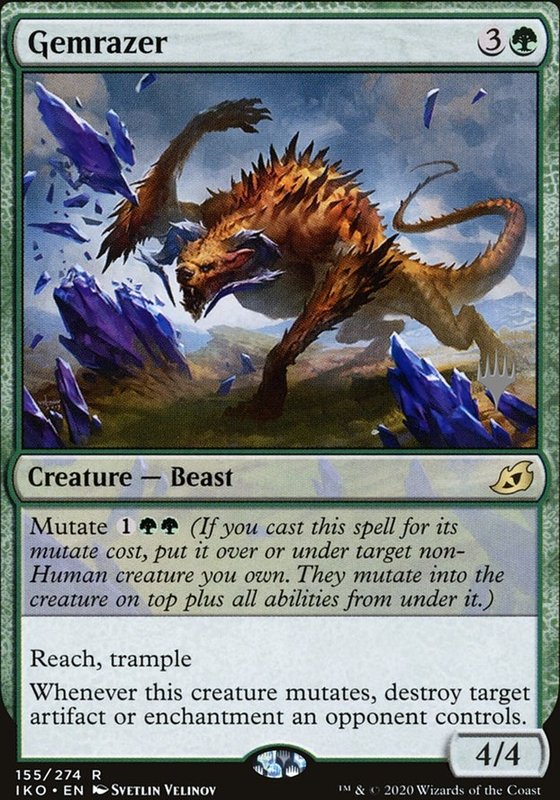 Gemrazer 3
Creature — Beast
Mutate 1 (If you cast this spell for its
mutate cost, put it over or under target non-
Human creature you own. They mutate into the
creature on top plus all abilities from under it.)
Reach, trample
Whenever this creature mutates, destroy target
artifact or enchantment an opponent controls.
4/4
155/274 R
IKO • EN Svetlin Velinov
™ & © 2020 Wizards of the Coast